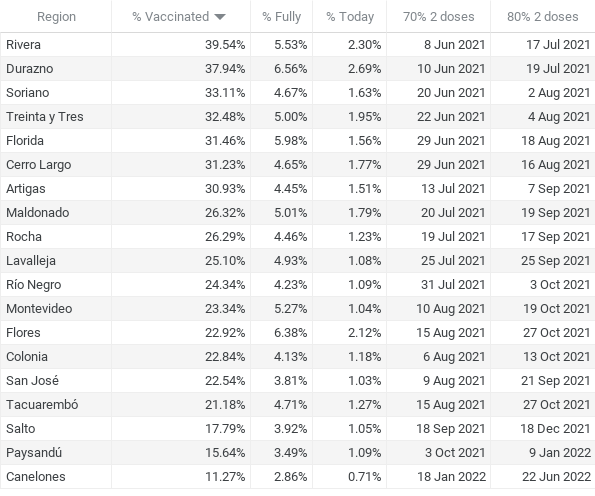 Region % Vaccinated % Fully % Today 70% 2 doses 80% 2 doses
Rivera 39.54% 5.53% 2.30% 8 Jun 2021 17 Jul 2021
Durazno 37.94% 6.56% 2.69% 10 Jun 2021 19 Jul 2021
Soriano 33.11% 4.67% 1.63% 20 Jun 2021 2 Aug 2021
Treinta y Tres 32.48% 5.00% 1.95% 22 Jun 2021 4 Aug 2021
Florida 31.46% 5.98% 1.56% 29 Jun 2021 18 Aug 2021
Cerro Largo 31.23% 4.65% 1.77% 29 Jun 2021 16 Aug 2021
Artigas 30.93% 4.45% 1.51% 13 Jul 2021 7 Sep 2021
Maldonado 26.32% 5.01% 1.79% 20 Jul 2021 19 Sep 2021
Rocha 26.29% 4.46% 1.23% 19 Jul 2021 17 Sep 2021
Lavalleja 25.10% 4.93% 1.08% 25 Jul 2021 25 Sep 2021
Río Negro 24.34% 4.23% 1.09% 31 Jul 2021 3 Oct 2021
Montevideo 23.34% 5.27% 1.04% 10 Aug 2021 19 Oct 2021
Flores 22.92% 6.38% 2.12% 15 Aug 2021 27 Oct 2021
Colonia 22.84% 4.13% 1.18% 6 Aug 2021 13 Oct 2021
San José 22.54% 3.81% 1.03% 9 Aug 2021 21 Sep 2021
Tacuarembó 21.18% 4.71% 1.27% 15 Aug 2021 27 Oct 2021
Salto 17.79% 3.92% 1.05% 18 Sep 2021 18 Dec 2021
Paysandú 15.64% 3.49% 1.09% 3 Oct 2021 9 Jan 2022
Canelones 11.27% 2.86% 0.71% 18 Jan 2022 22 Jun 2022